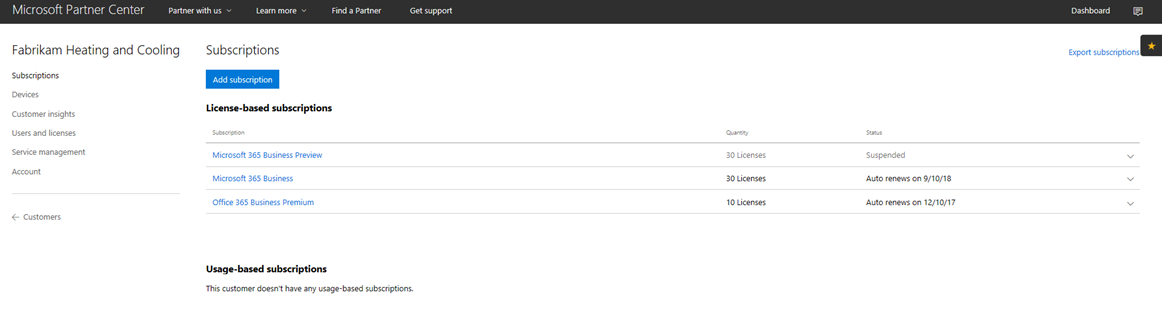 Microsoft Partner Center Partner with us Learn more Find a Partner Get support Dashboard
Fabrikam Heating and Cooling
Subscriptions
Devices
Customer insights
Users and licenses
Service management
Account
Customers
Subscriptions
Export subscriptions
Add subscription
License-based subscriptions
Subscription Quantity Status
Microsoft 365 Business Preview 30 Licenses Suspended
Microsoft 365 Business 30 Licenses Auto renews on 9/10/18
Office 365 Business Premium 10 Licenses Auto renews on 12/10/17
Usage-based subscriptions
This customer doesn't have any usage-based subscriptions.